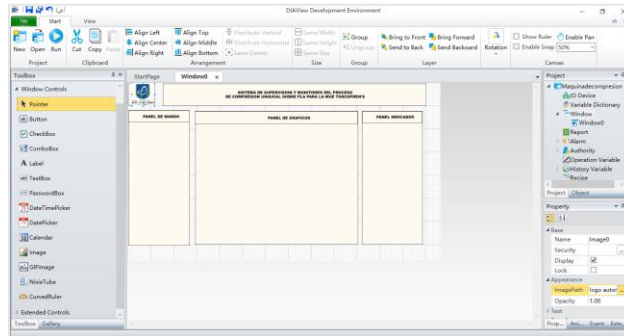 DIAView Development Environment
File Start View
New Open Run Cut Copy Paste
Align Left Align Top Distribute Vertical Same Width Group Bring to Front Bring Forward Show Ruler Enable Pan
Align Center Align Middle Distribute Horizontal Same Height Ungroup Send to Back Send Backward Rotation Enable Snap 50%
Align Right Align Bottom Same Center Same Size
Project Clipboard Arrangement Size Group Layer Canvas
Toolbox
StartPage Window0
Project
Window Controls
Pointer
Button
CheckBox
ComboBox
Label
TextBox
PasswordBox
DateTimePicker
DatePicker
Calendar
Image
GIFImage
NixieTube
CurvedRuler
Extended Controls
Toolbox Gallery
SISTEMA DE SUPERVISION Y MONITOREO DEL PROCESO
DE COMPRESION UNIAXIAL SOBRE PLA PARA LA MIJE
PANEL DE MANDO PANEL DE GRAFICOS PANEL INDICADOR
Maquinadecompresion
I/O Device
Variable Dictionary
Window
Window0
Report
Alarm
Authority
Operation Variable
History Variable
Recipe
Project Object
Property
Base
Name Image0
Security
Display
Lock
Appearance
ImagePath logo autor
Opacity 1.00
Text
Prop... Ani... Event Exte...